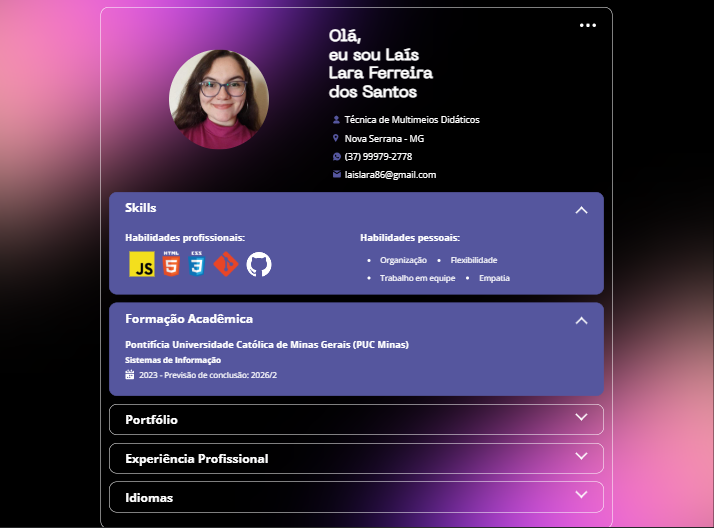 Olá,
eu sou Laís
Lara Ferreira
dos Santos
Técnica de Multimeios Didáticos
Nova Serrana - MG
(37) 99979-2778
laislara86@gmail.com
Skills
Habilidades profissionais:
JS
HTML
5
CSS
3
Habilidades pessoais:
• Organização • Flexibilidade
• Trabalho em equipe • Empatia
Formação Acadêmica
Pontifícia Universidade Católica de Minas Gerais (PUC Minas)
Sistemas de Informação
2023 - Previsão de conclusão: 2026/2
Portfólio
Experiência Profissional
Idiomas